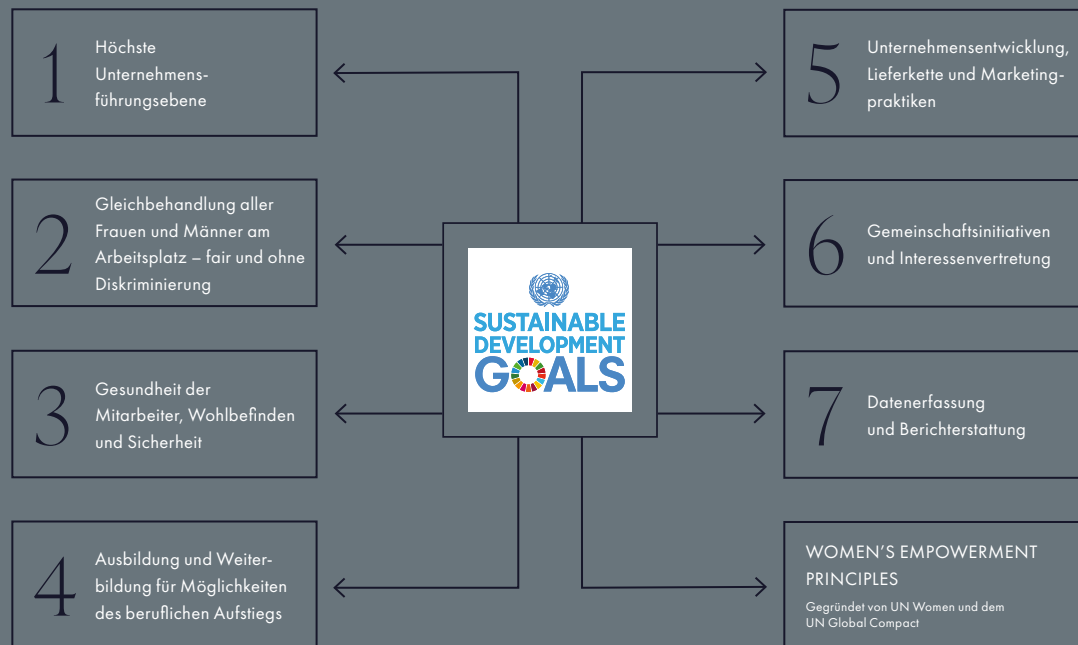 1
Höchste
Unternehmens-
führungsebene
2
Gleichbehandlung aller
Frauen und Männer am
Arbeitsplatz – fair und ohne
Diskriminierung
3
Gesundheit der
Mitarbeiter, Wohlbefinden
und Sicherheit
4
Ausbildung und Weiter-
bildung für Möglichkeiten
des beruflichen Aufstiegs
SUSTAINABLE
DEVELOPMENT
GOALS
5
Unternehmensentwicklung,
Lieferkette und Marketing-
praktiken
6
Gemeinschaftsinitiativen
und Interessenvertretung
7
Datenerfassung
und Berichterstattung
WOMEN’S EMPOWERMENT
PRINCIPLES
Gegründet von UN Women und dem
UN Global Compact